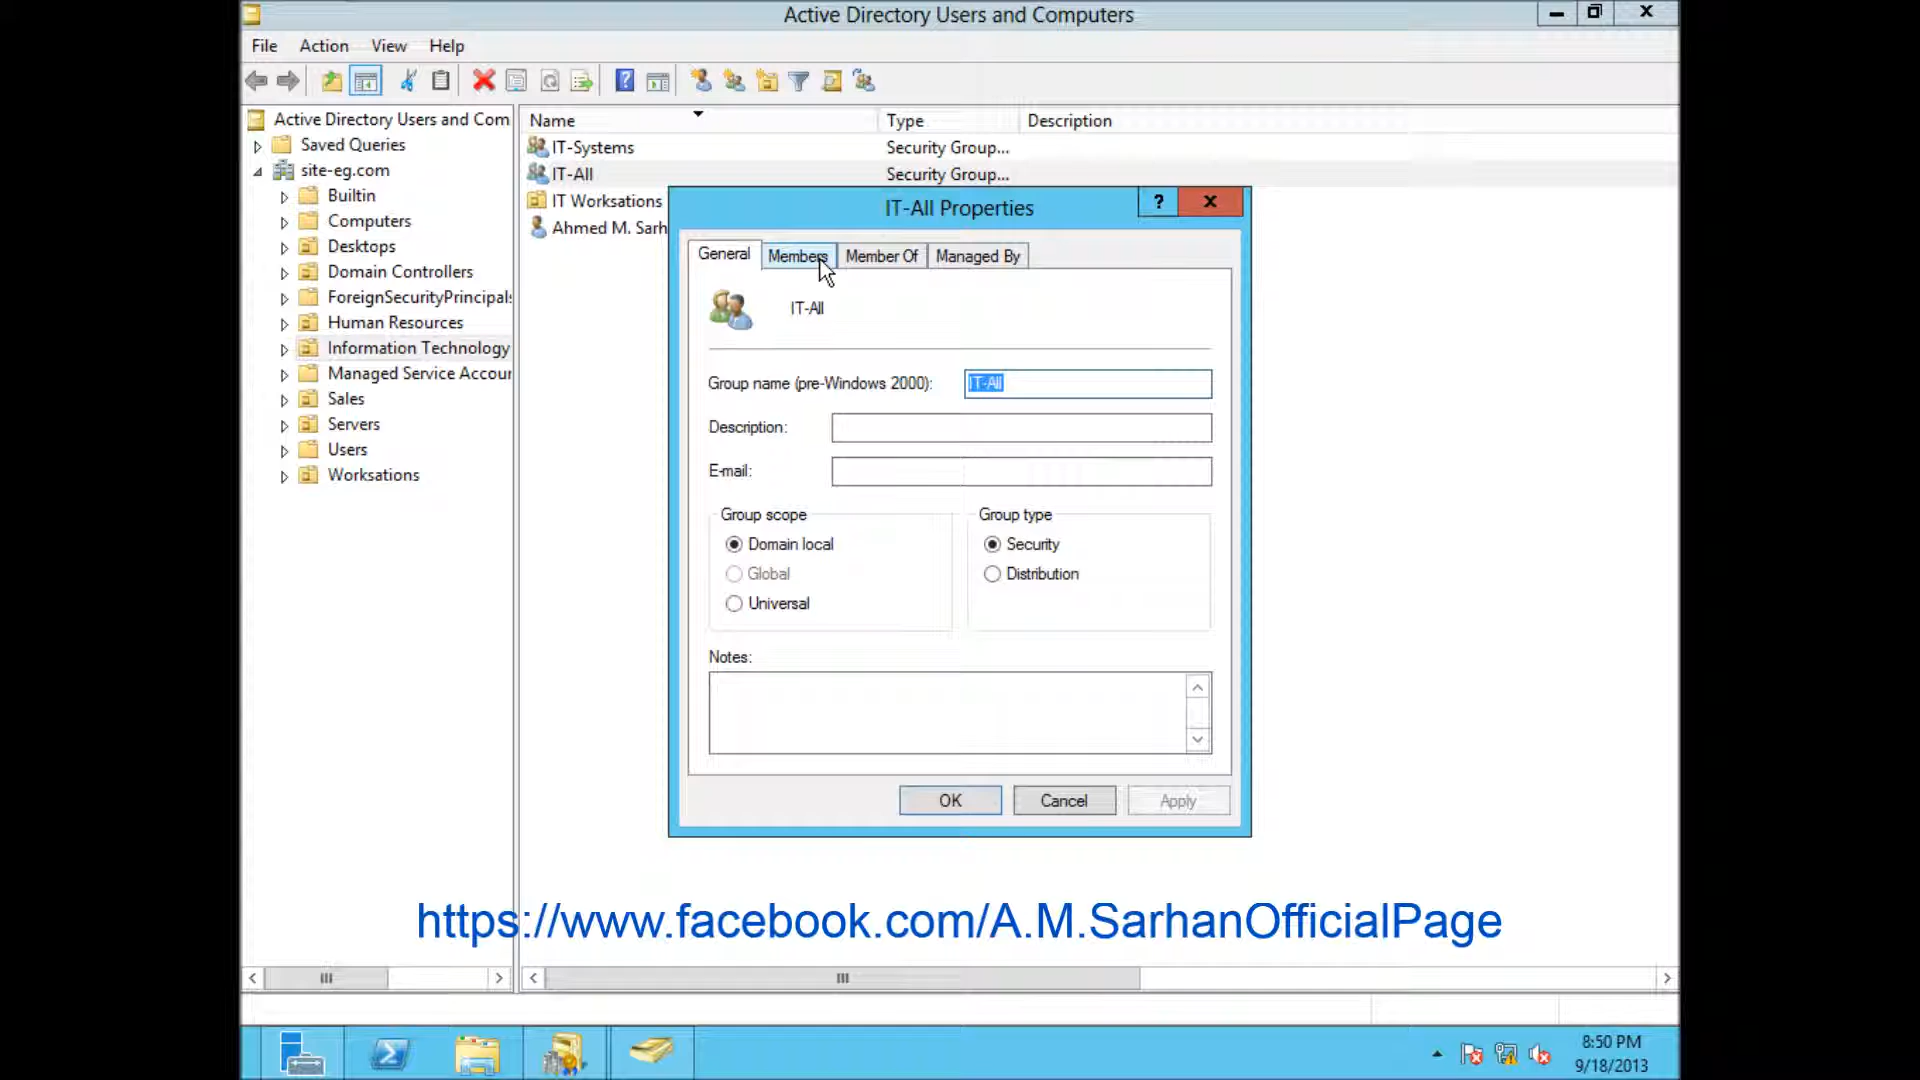 Active Directory Users and Computers
File Action View Help
Active Directory Users and Com
Saved Queries
site-eg.com
Builtin
Computers
Desktops
Domain Controllers
ForeignSecurityPrincipals
Human Resources
Information Technology
Managed Service Accour
Sales
Servers
Users
Worksations
Name Type Description
IT-Systems Security Group...
IT-All Security Group...
IT Worksations
Ahmed M. Sarh
IT-All Properties
General Members Member Of Managed By
IT-All
Group name (pre-Windows 2000): IT-All
Description:
E-mail:
Group scope
Domain local
Global
Universal
Group type
Security
Distribution
Notes:
OK Cancel Apply
https://www.facebook.com/A.M.SarhanOfficialPage
8:50 PM
9/18/2013